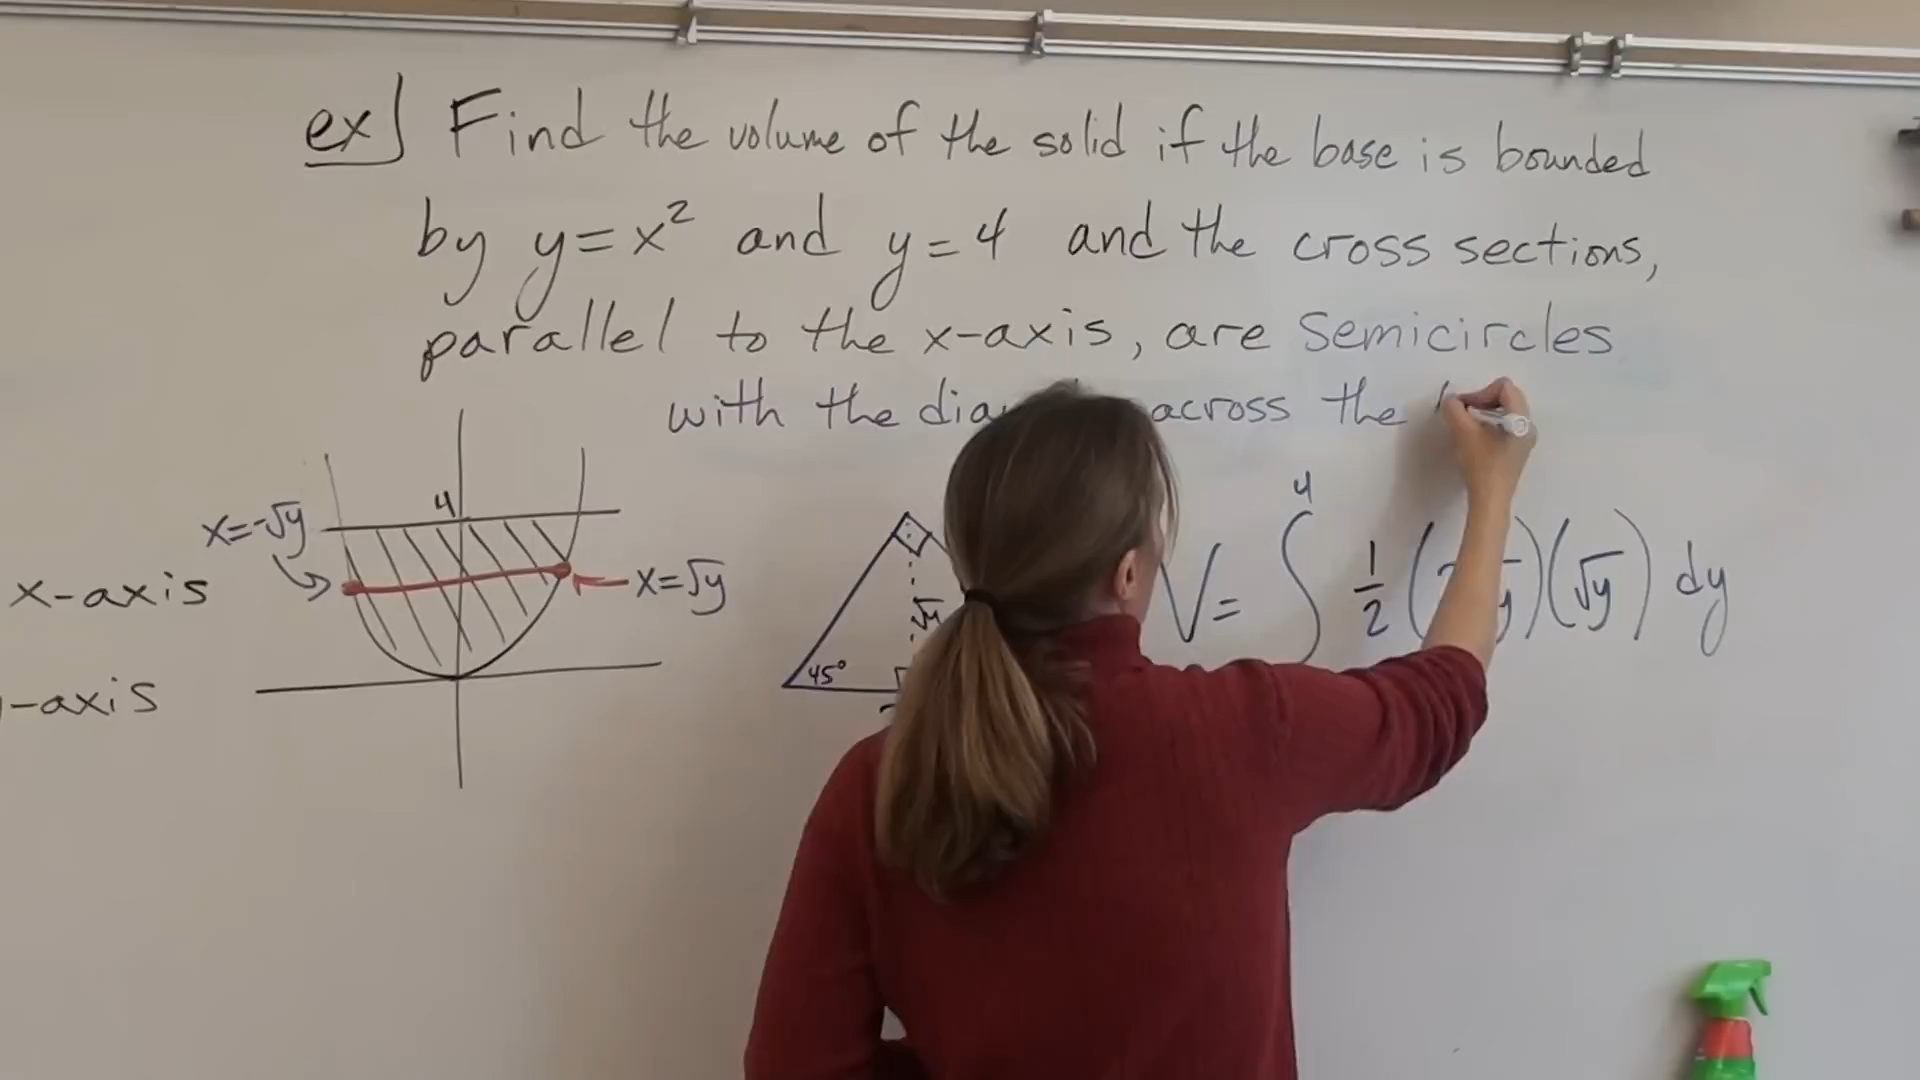 ex] Find the volume of the solid if the base is bounded
by y=x² and y=4 and the cross sections,
parallel to the x-axis, are Semicircles
with the across the
4
x=-√y
x-axis
x=√y
-axis
45°
√y
V= ∫ 4 1/2 ( )(√y) dy